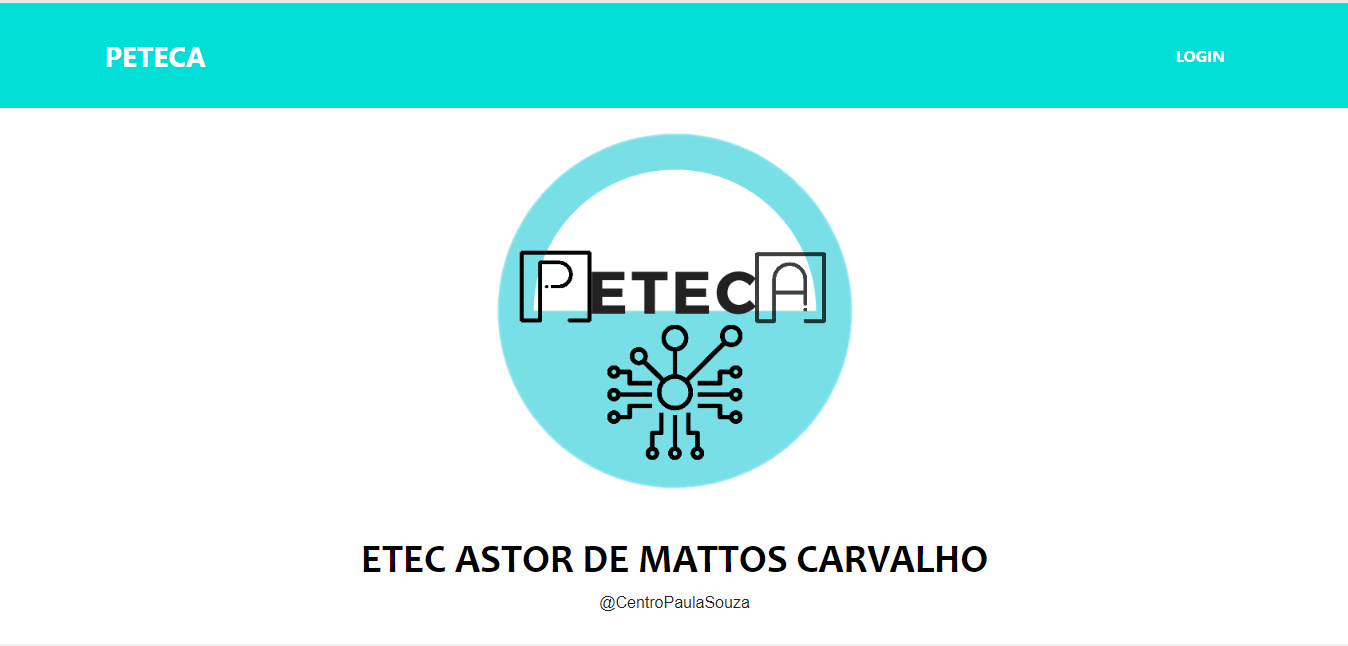 PETECA
LOGIN
PETECA
ETEC ASTOR DE MATTOS CARVALHO
@CentroPaulaSouza